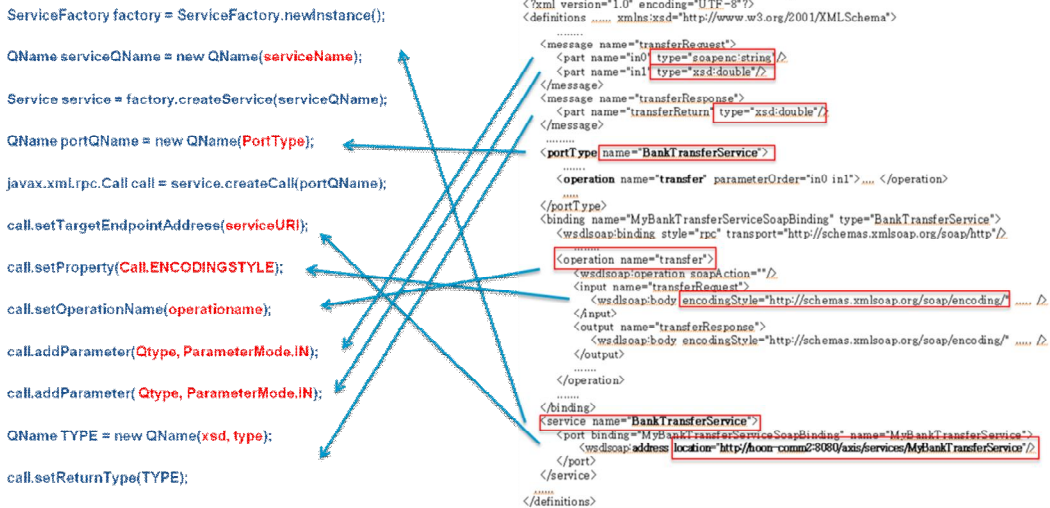 ServiceFactory factory = ServiceFactory.newInstance();
QName serviceQName = new QName(serviceName);
Service service = factory.createService(serviceQName);
QName portQName = new QName(PortType);
javax.xml.rpc.Call call = service.createCall(portQName);
call.setTargetEndpointAddress(serviceURI);
call.setProperty(Call.ENCODINGSTYLE);
call.setOperationName(operationame);
call.addParameter(Qtype, ParameterMode.IN);
call.addParameter( Qtype, ParameterMode.IN);
QName TYPE = new QName(xsd, type);
call.setReturnType(TYPE);
<?xml version="1.0" encoding="UTF-8"?>
<definitions ...... xmlns:xsd="http://www.w3.org/2001/XMLSchema">
........
<message name="transferRequest">
<part name="in0" type="soapenc:string"/>
<part name="in1" type="xsd:double"/>
</message>
<message name="transferResponse">
<part name="transferReturn" type="xsd:double"/>
</message>
.........
<portType name="BankTransferService">
.......
<operation name="transfer" parameterOrder="in0 in1">.... </operation>
.....
</portType>
<binding name="MyBankTransferServiceSoapBinding" type="BankTransferService">
<wsdlsoap:binding style="rpc" transport="http://schemas.xmlsoap.org/soap/http"/>
........
<operation name="transfer">
<wsdlsoap:operation soapAction=""/>
<input name="transferRequest">
<wsdlsoap:body encodingStyle="http://schemas.xmlsoap.org/soap/encoding/" ..... />
</input>
<output name="transferResponse">
<wsdlsoap:body encodingStyle="http://schemas.xmlsoap.org/soap/encoding/" ..... />
</output>
.......
</operation>
.......
</binding>
<service name="BankTransferService">
<port binding="MyBankTransferServiceSoapBinding" name="MyBankTransferService">
<wsdlsoap:address location="http://hoon-comm2:8080/axis/services/MyBankTransferService"/>
</port>
</service>
......
</definitions>